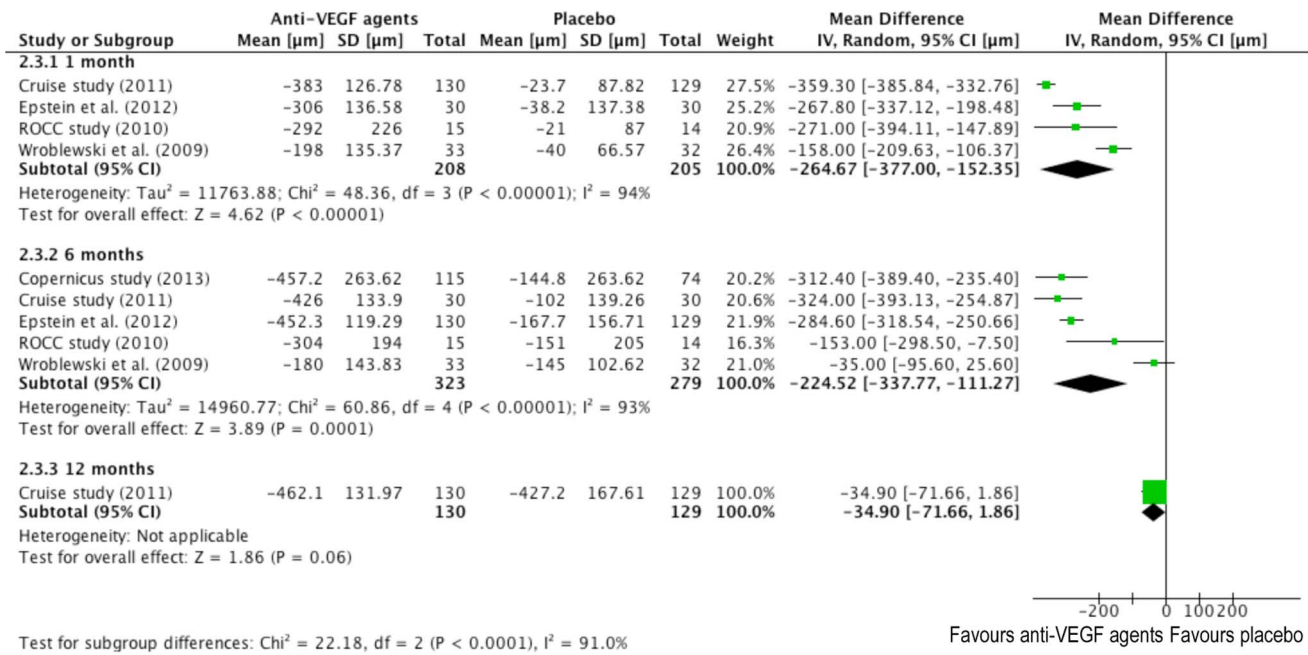 Anti-VEGF agents Placebo Mean Difference Mean Difference
Study or Subgroup Mean [µm] SD [µm] Total Mean [µm] SD [µm] Total Weight IV, Random, 95% CI [µm] IV, Random, 95% CI [µm]
2.3.1 1 month
Cruise study (2011) -383 126.78 130 -23.7 87.82 129 27.5% -359.30 [-385.84, -332.76]
Epstein et al. (2012) -306 136.58 30 -38.2 137.38 30 25.2% -267.80 [-337.12, -198.48]
ROCC study (2010) -292 226 15 -21 87 14 20.9% -271.00 [-394.11, -147.89]
Wroblewski et al. (2009) -198 135.37 33 -40 66.57 32 26.4% -158.00 [-209.63, -106.37]
Subtotal (95% CI) 208 205 100.0% -264.67 [-377.00, -152.35]
Heterogeneity: Tau² = 11763.88; Chi² = 48.36, df = 3 (P < 0.00001); I² = 94%
Test for overall effect: Z = 4.62 (P < 0.00001)
2.3.2 6 months
Copernicus study (2013) -457.2 263.62 115 -144.8 263.62 74 20.2% -312.40 [-389.40, -235.40]
Cruise study (2011) -426 133.9 30 -102 139.26 30 20.6% -324.00 [-393.13, -254.87]
Epstein et al. (2012) -452.3 119.29 130 -167.7 156.71 129 21.9% -284.60 [-318.54, -250.66]
ROCC study (2010) -304 194 15 -151 205 14 16.3% -153.00 [-298.50, -7.50]
Wroblewski et al. (2009) -180 143.83 33 -145 102.62 32 21.0% -35.00 [-95.60, 25.60]
Subtotal (95% CI) 323 279 100.0% -224.52 [-337.77, -111.27]
Heterogeneity: Tau² = 14960.77; Chi² = 60.86, df = 4 (P < 0.00001); I² = 93%
Test for overall effect: Z = 3.89 (P = 0.0001)
2.3.3 12 months
Cruise study (2011) -462.1 131.97 130 -427.2 167.61 129 100.0% -34.90 [-71.66, 1.86]
Subtotal (95% CI) 130 129 100.0% -34.90 [-71.66, 1.86]
Heterogeneity: Not applicable
Test for overall effect: Z = 1.86 (P = 0.06)
-200 0 100 200
Favours anti-VEGF agents Favours placebo
Test for subgroup differences: Chi² = 22.18, df = 2 (P < 0.0001), I² = 91.0%